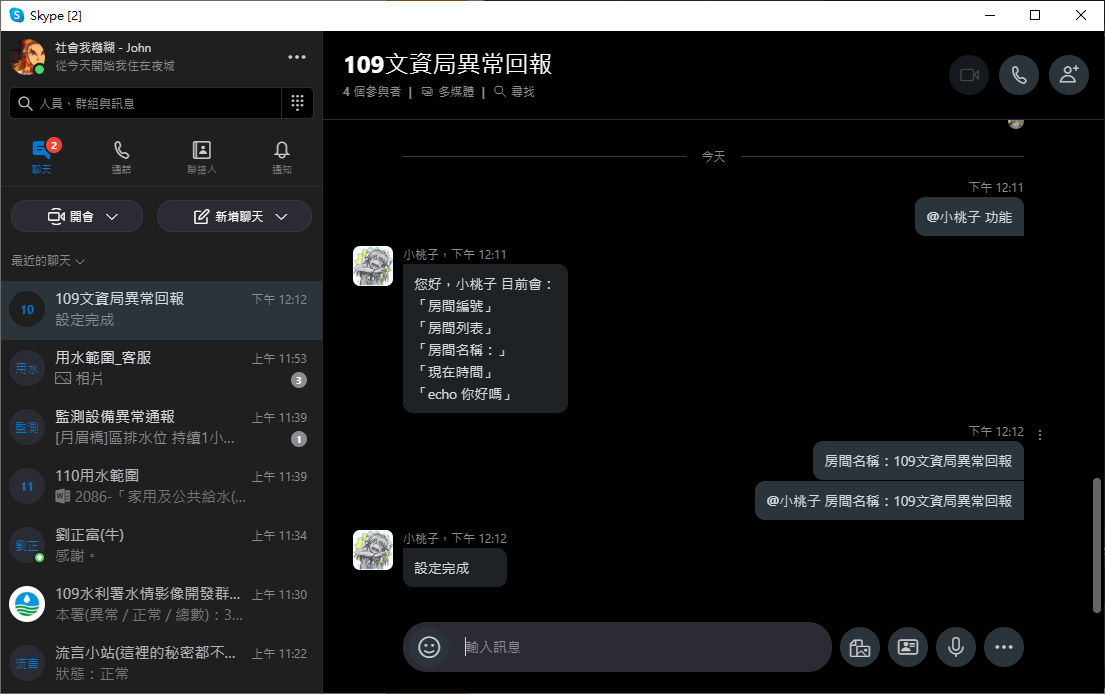 Skype [2]
社會我糨糊 - John
從今天開始我住在夜城
人員、群組與訊息
2
聊天
通話
聯絡人
通知
開會
新增聊天
最近的聊天
10
109文資局異常回報
下午 12:12
設定完成
用水
用水範圍_客服
上午 11:53
相片
3
監測
監測設備異常通報
上午 11:39
[月眉橋]區排水位 持續1小...
1
11
110用水範圍
上午 11:39
2086-「家用及公共給水(...
劉正
劉正富(牛)
上午 11:34
感謝。
109水利署水情影像開發群...
上午 11:30
本署(異常 / 正常 / 總數)：3...
流言
流言小站(這裡的秘密都不...
上午 11:22
狀態：正常
109文資局異常回報
4 個參與者 | 多媒體 | 尋找
今天
下午 12:11
@小桃子 功能
小桃子，下午 12:11
您好，小桃子 目前會：
「房間編號」
「房間列表」
「房間名稱：」
「現在時間」
「echo 你好嗎」
下午 12:12
房間名稱：109文資局異常回報
@小桃子 房間名稱：109文資局異常回報
小桃子，下午 12:12
設定完成
輸入訊息